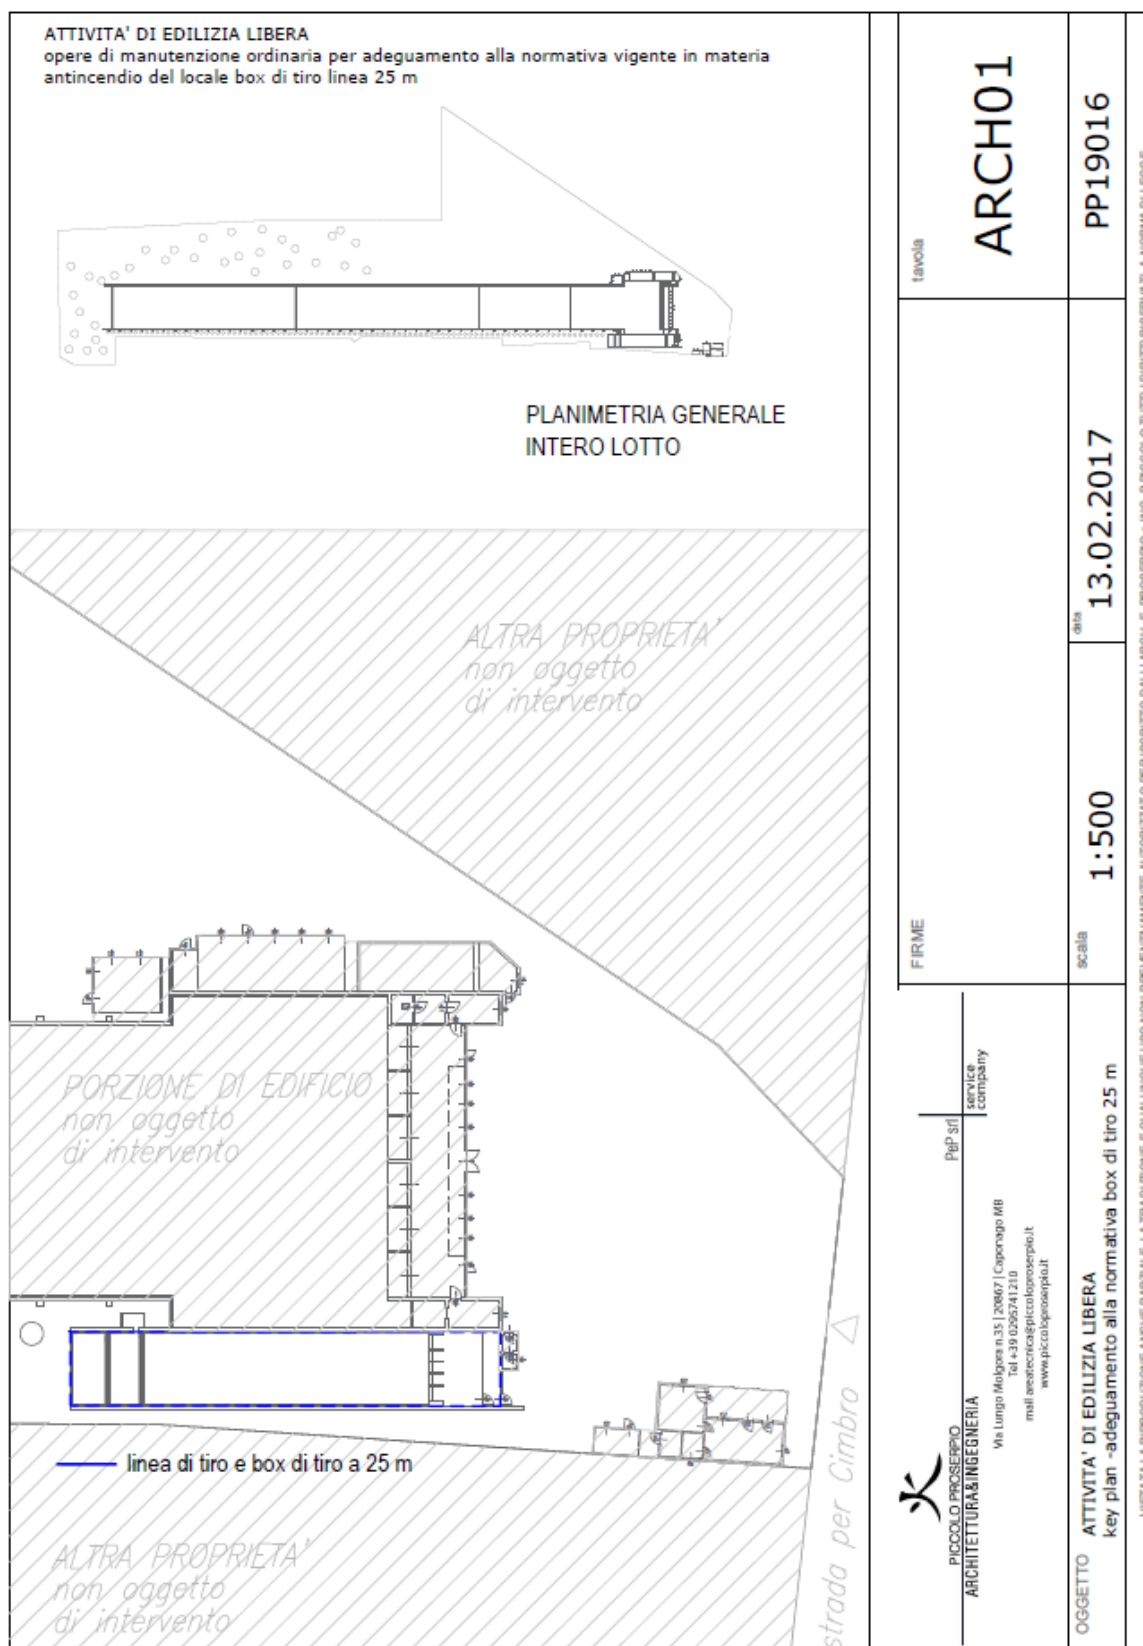 ATTIVITA' DI EDILIZIA LIBERA
opere di manutenzione ordinaria per adeguamento alla normativa vigente in materia
antincendio del locale box di tiro linea 25 m
PLANIMETRIA GENERALE
INTERO LOTTO
ALTRA PROPRIETA'
non oggetto
di intervento
PORZIONE DI EDIFICIO
non oggetto
di intervento
linea di tiro e box di tiro a 25 m
ALTRA PROPRIETA'
non oggetto
di intervento
strada per Cimbro
tavola
ARCH01
PP19016
data
13.02.2017
scala
1:500
FIRME
PeP srl
service
company
PICCOLO PROSERPIO
ARCHITETTURA&INGEGNERIA
Via Lungo Molgora n.35 | 20867 | Caponago MB
Tel +39 0295741210
mail areatecnica@piccoloproserpio.it
www.piccoloproserpio.it
OGGETTO
ATTIVITA' DI EDILIZIA LIBERA
key plan -adeguamento alla normativa box di tiro 25 m